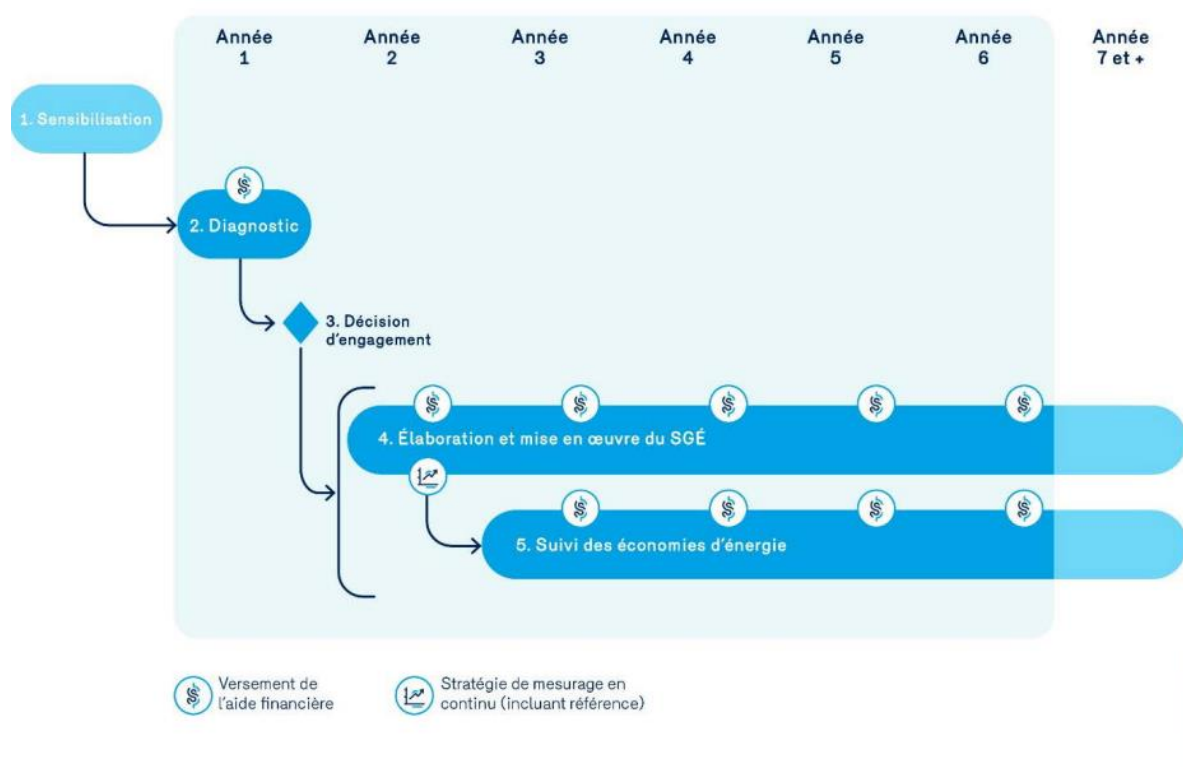 Année
1
Année
2
Année
3
Année
4
Année
5
Année
6
Année
7 et +
1. Sensibilisation
2. Diagnostic
3. Décision
d'engagement
4. Élaboration et mise en œuvre du SGÉ
5. Suivi des économies d'énergie
Versement de
l'aide financière
Stratégie de mesurage en
continu (incluant référence)